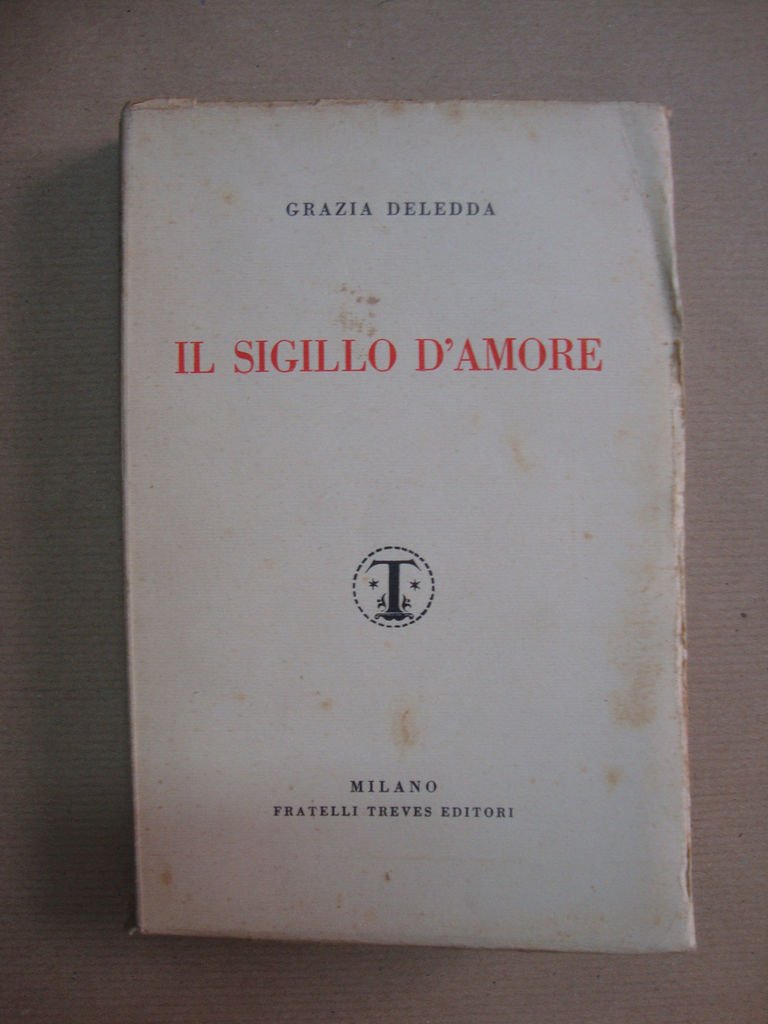 GRAZIA DELEDDA
IL SIGILLO D'AMORE
T
MILANO
FRATELLI TREVES EDITORI